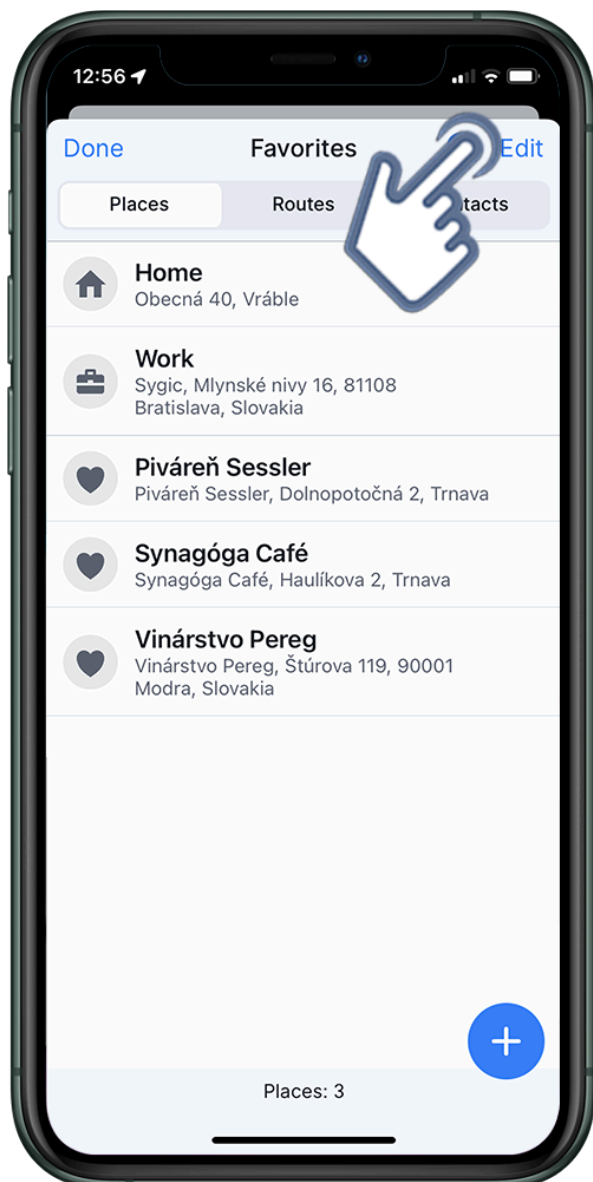 12:56
Done Favorites Edit
Places Routes
Home
Obecná 40, Vráble
Work
Sygic, Mlynské nivy 16, 81108
Bratislava, Slovakia
Piváreň Sessler
Piváreň Sessler, Dolnopotočná 2, Trnava
Synagóga Café
Synagóga Café, Haulíkova 2, Trnava
Vinárstvo Pereg
Vinárstvo Pereg, Štúrova 119, 90001
Modra, Slovakia
Places: 3